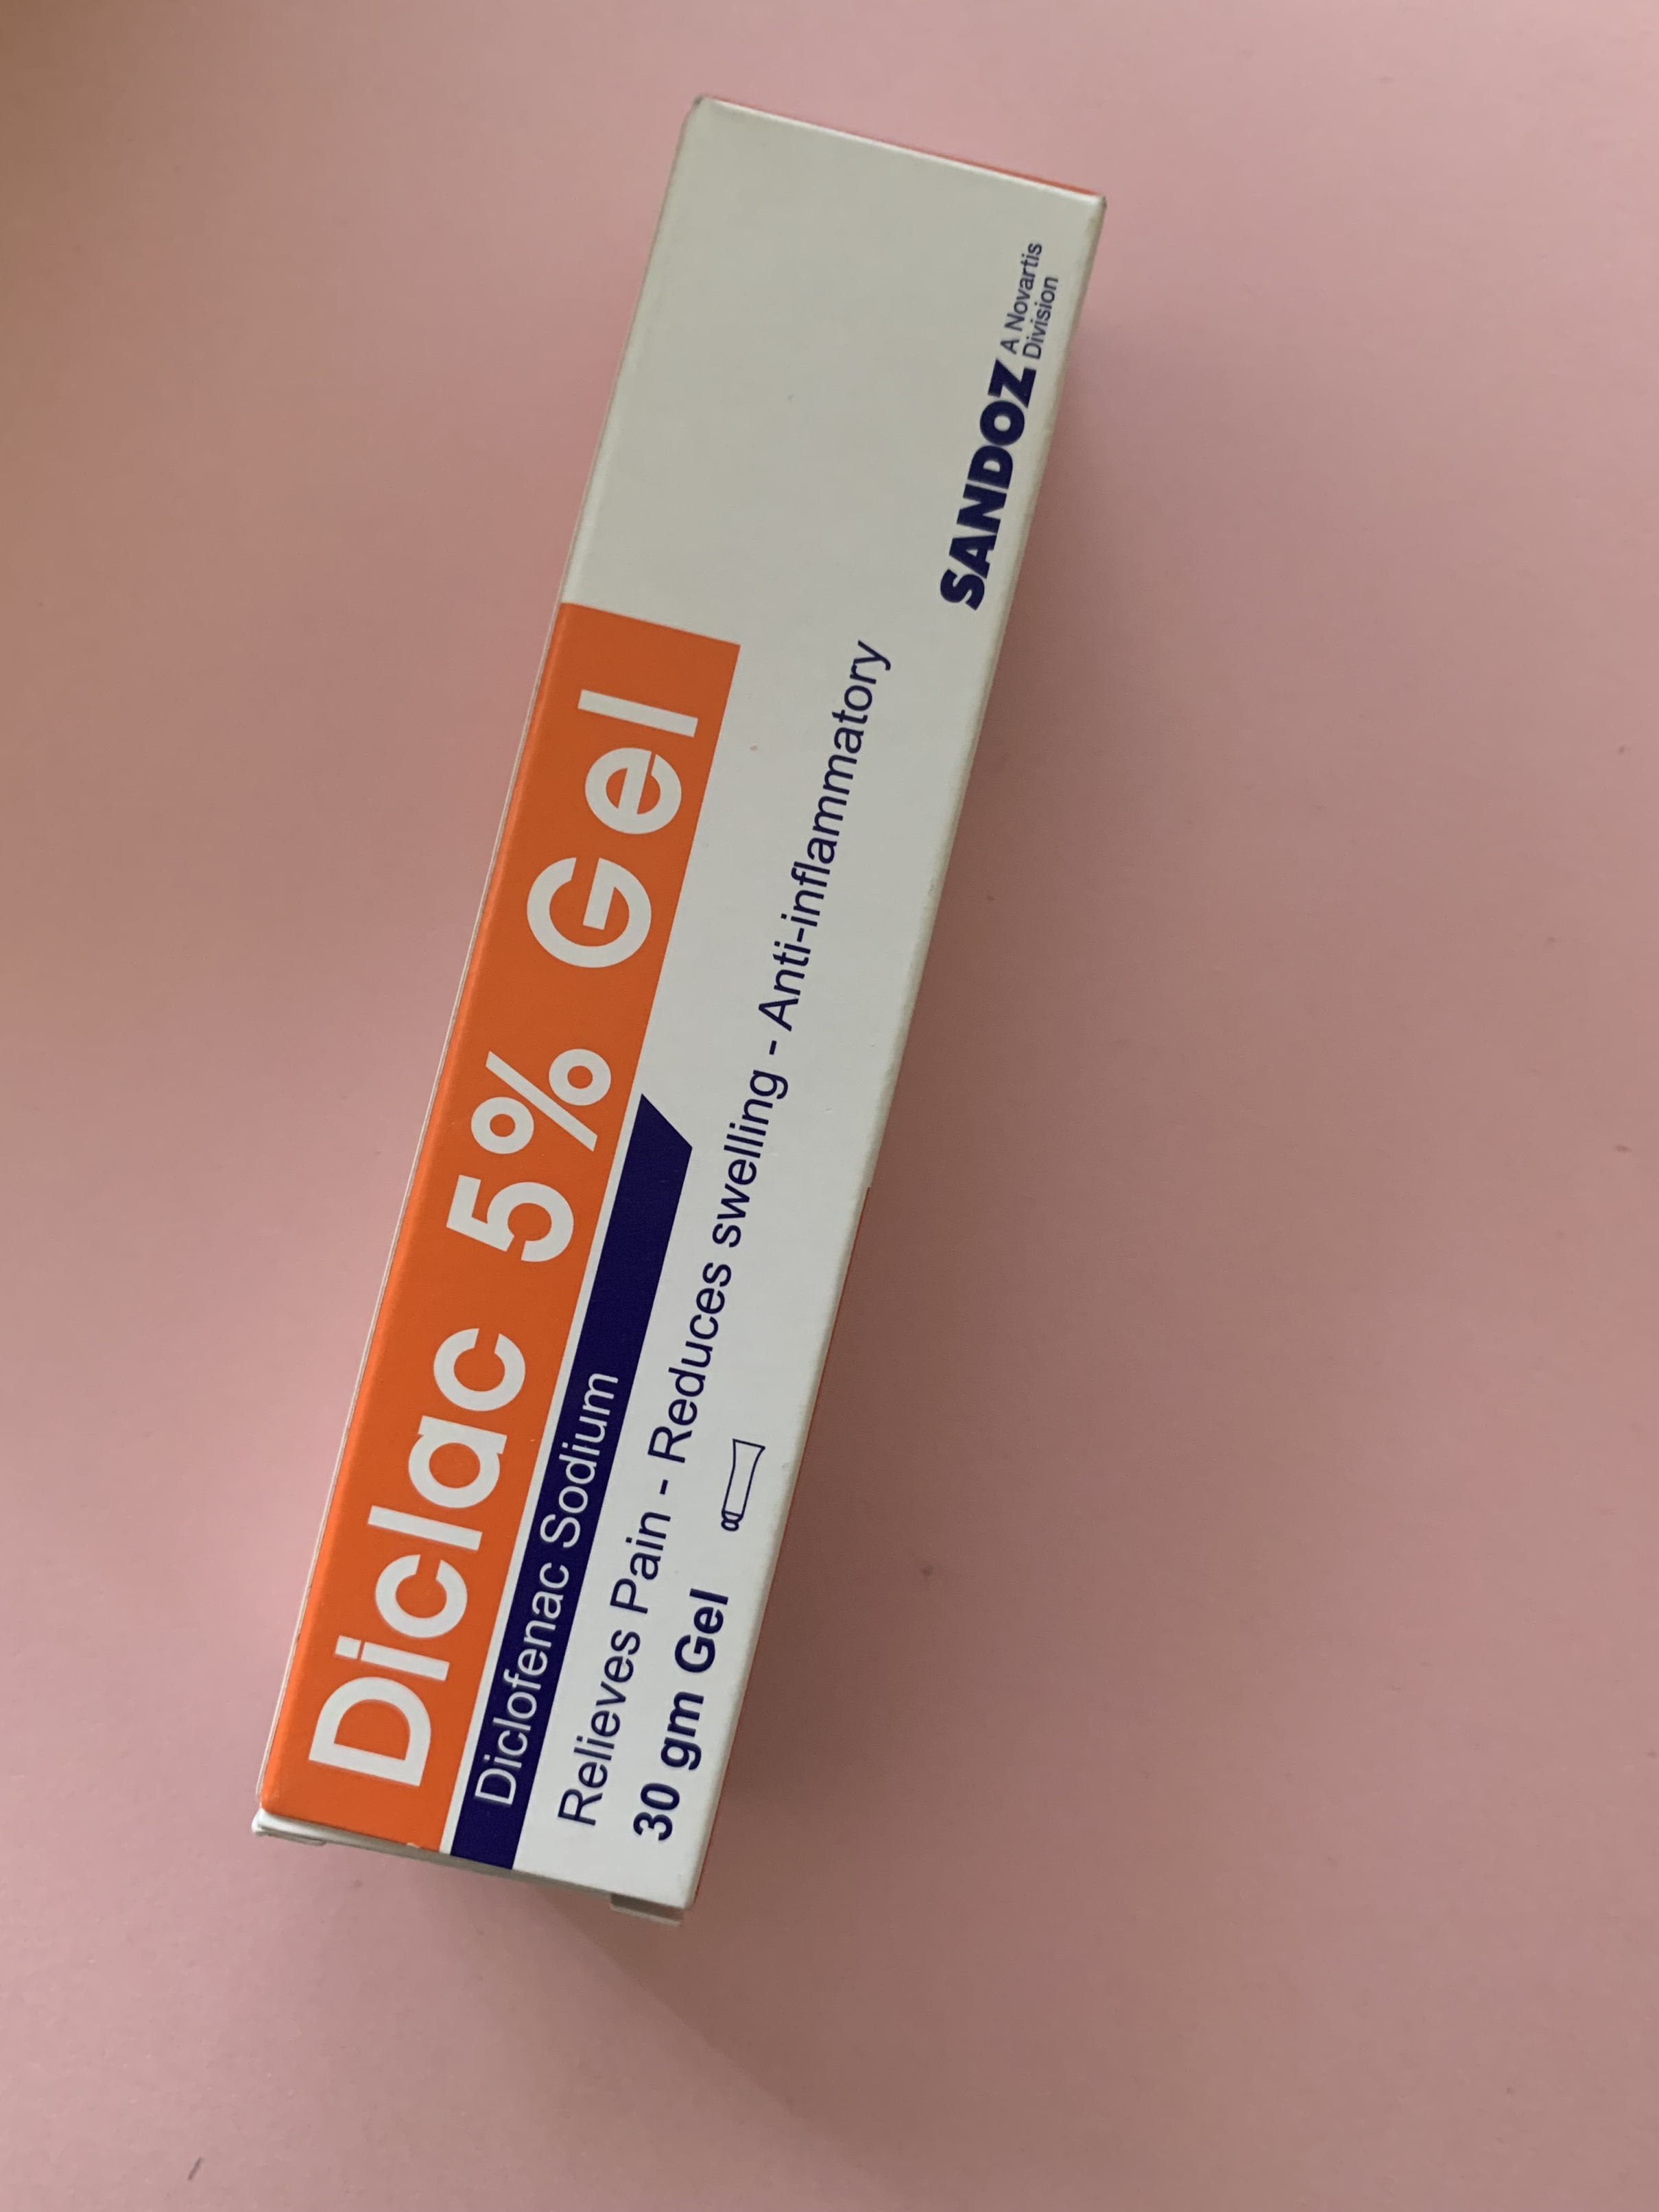 Diclac 5% Gel
Diclofenac Sodium
Relieves Pain - Reduces swelling - Anti-inflammatory
30 gm Gel
SANDOZ
A Novartis
Division